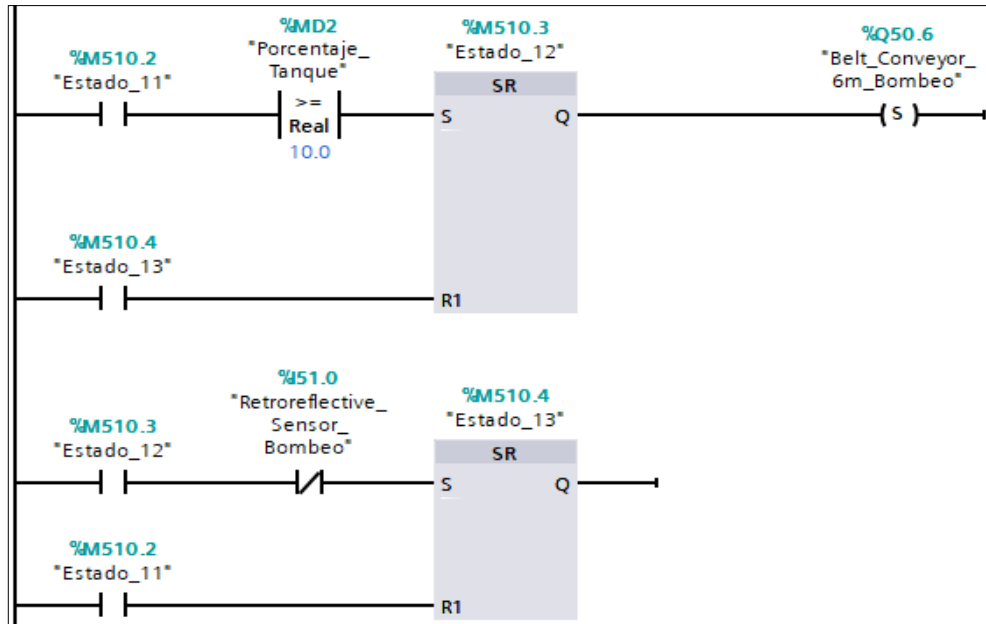 %MD2
"Porcentaje_
Tanque"
%M510.3
"Estado_12"
%Q50.6
"Belt_Conveyor_
6m_Bombeo"
%M510.2
"Estado_11"
>=
Real
10.0
SR
S
Q
( S )
%M510.4
"Estado_13"
R1
%I51.0
"Retroreflective_
Sensor_
Bombeo"
%M510.4
"Estado_13"
%M510.3
"Estado_12"
SR
S
Q
%M510.2
"Estado_11"
R1